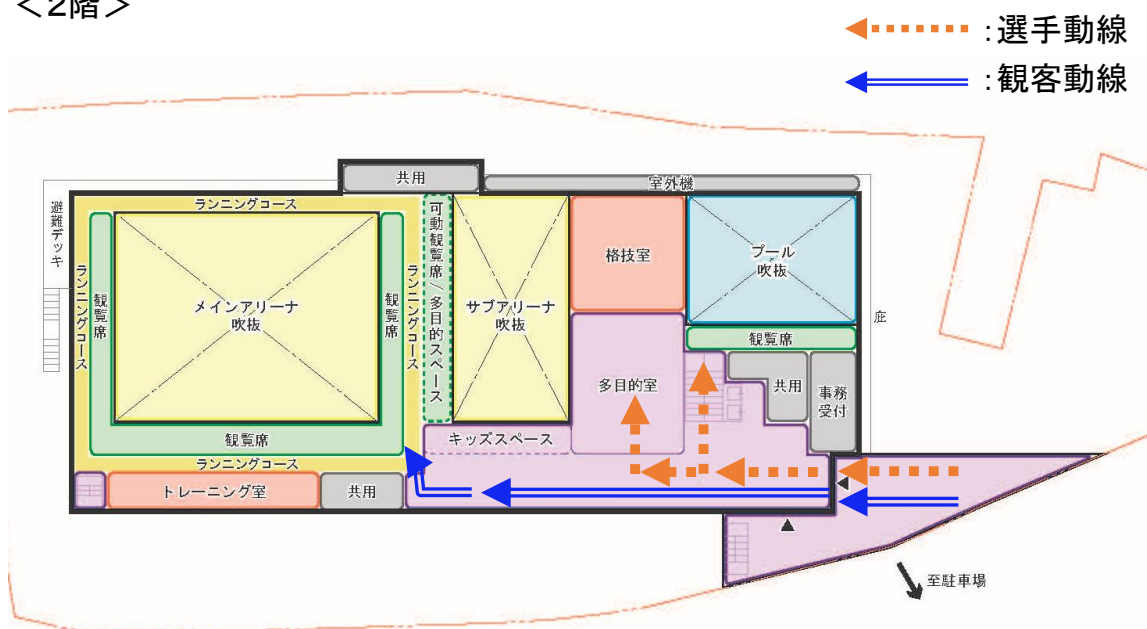 ＜2階＞
：選手動線
：観客動線
共用
室外機
避難デッキ
ランニングコース
可動観覧席／多目的スペース
格技室
プール
吹抜
ランニングコース
観覧席
メインアリーナ
吹抜
観覧席
ランニングコース
サブアリーナ
吹抜
庇
観覧席
多目的室
共用
事務
受付
観覧席
キッズスペース
ランニングコース
トレーニング室
共用
至駐車場